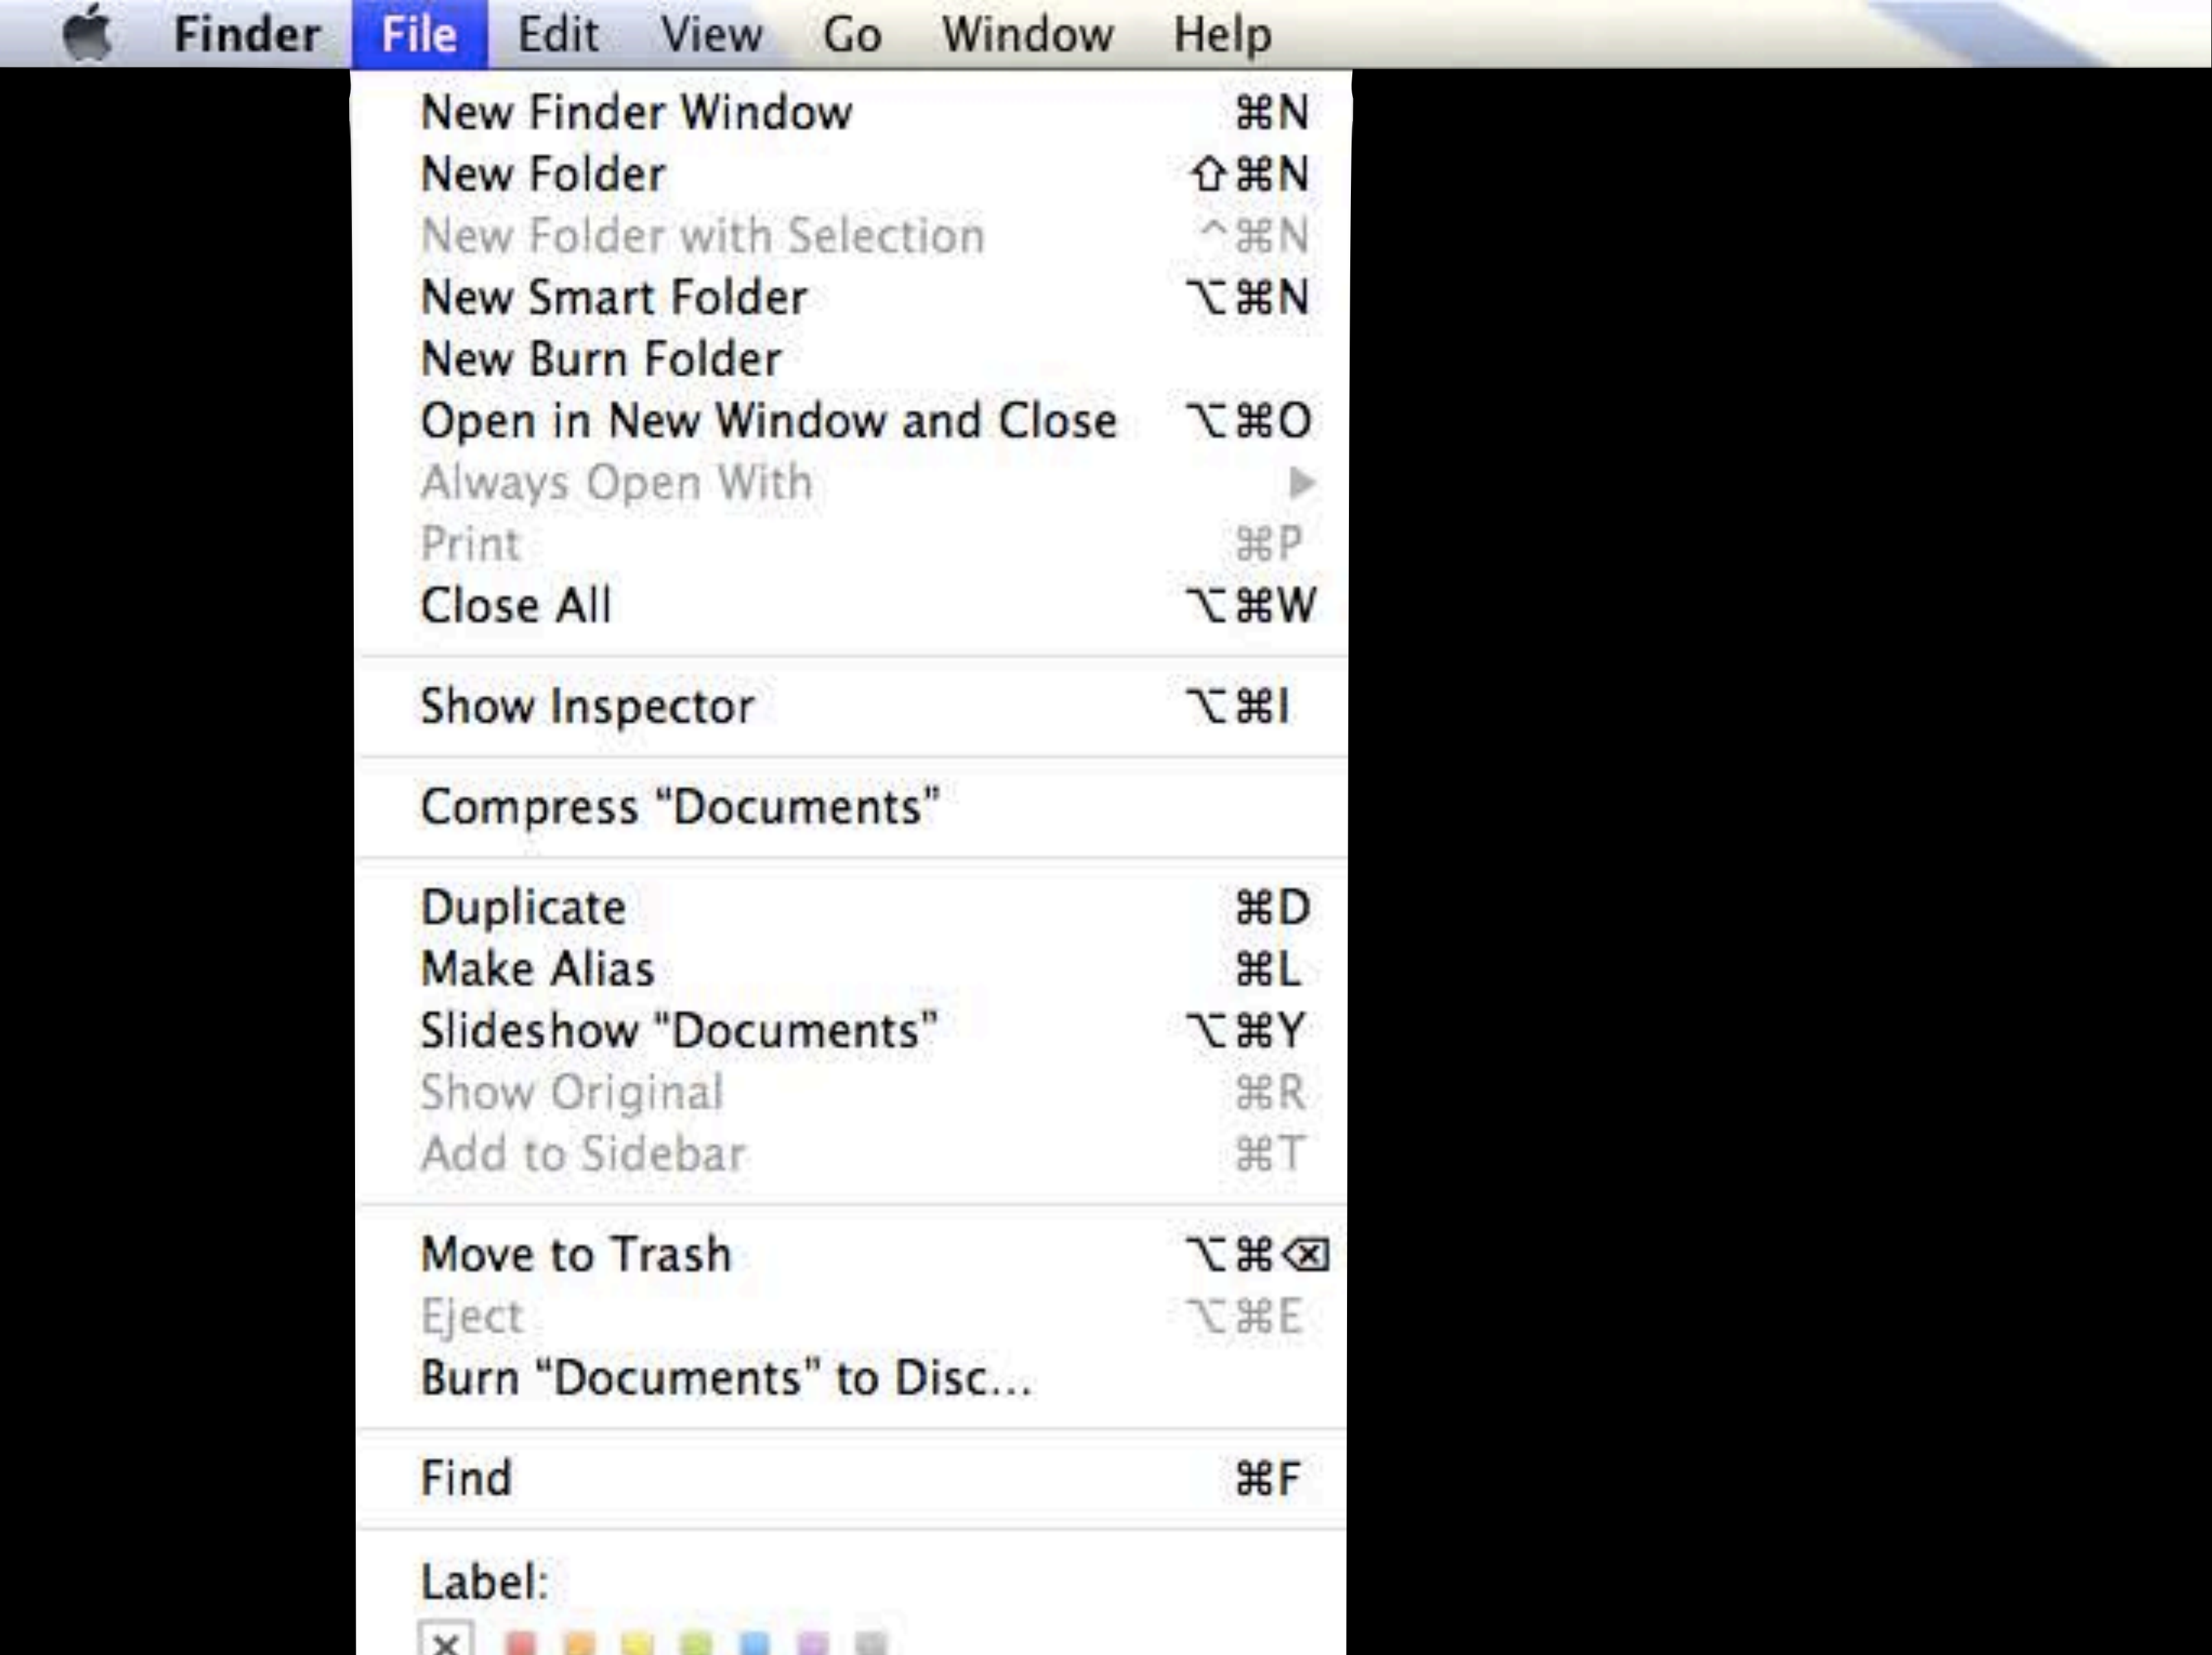 Finder File Edit View Go Window Help
New Finder Window ⌘N
New Folder ⇧⌘N
New Folder with Selection ^⌘N
New Smart Folder ⌥⌘N
New Burn Folder
Open in New Window and Close ⌥⌘O
Always Open With ▶
Print ⌘P
Close All ⌥⌘W
Show Inspector ⌥⌘I
Compress “Documents”
Duplicate ⌘D
Make Alias ⌘L
Slideshow "Documents" ⌥⌘Y
Show Original ⌘R
Add to Sidebar ⌘T
Move to Trash ⌥⌘⌫
Eject ⌥⌘E
Burn “Documents” to Disc...
Find ⌘F
Label: